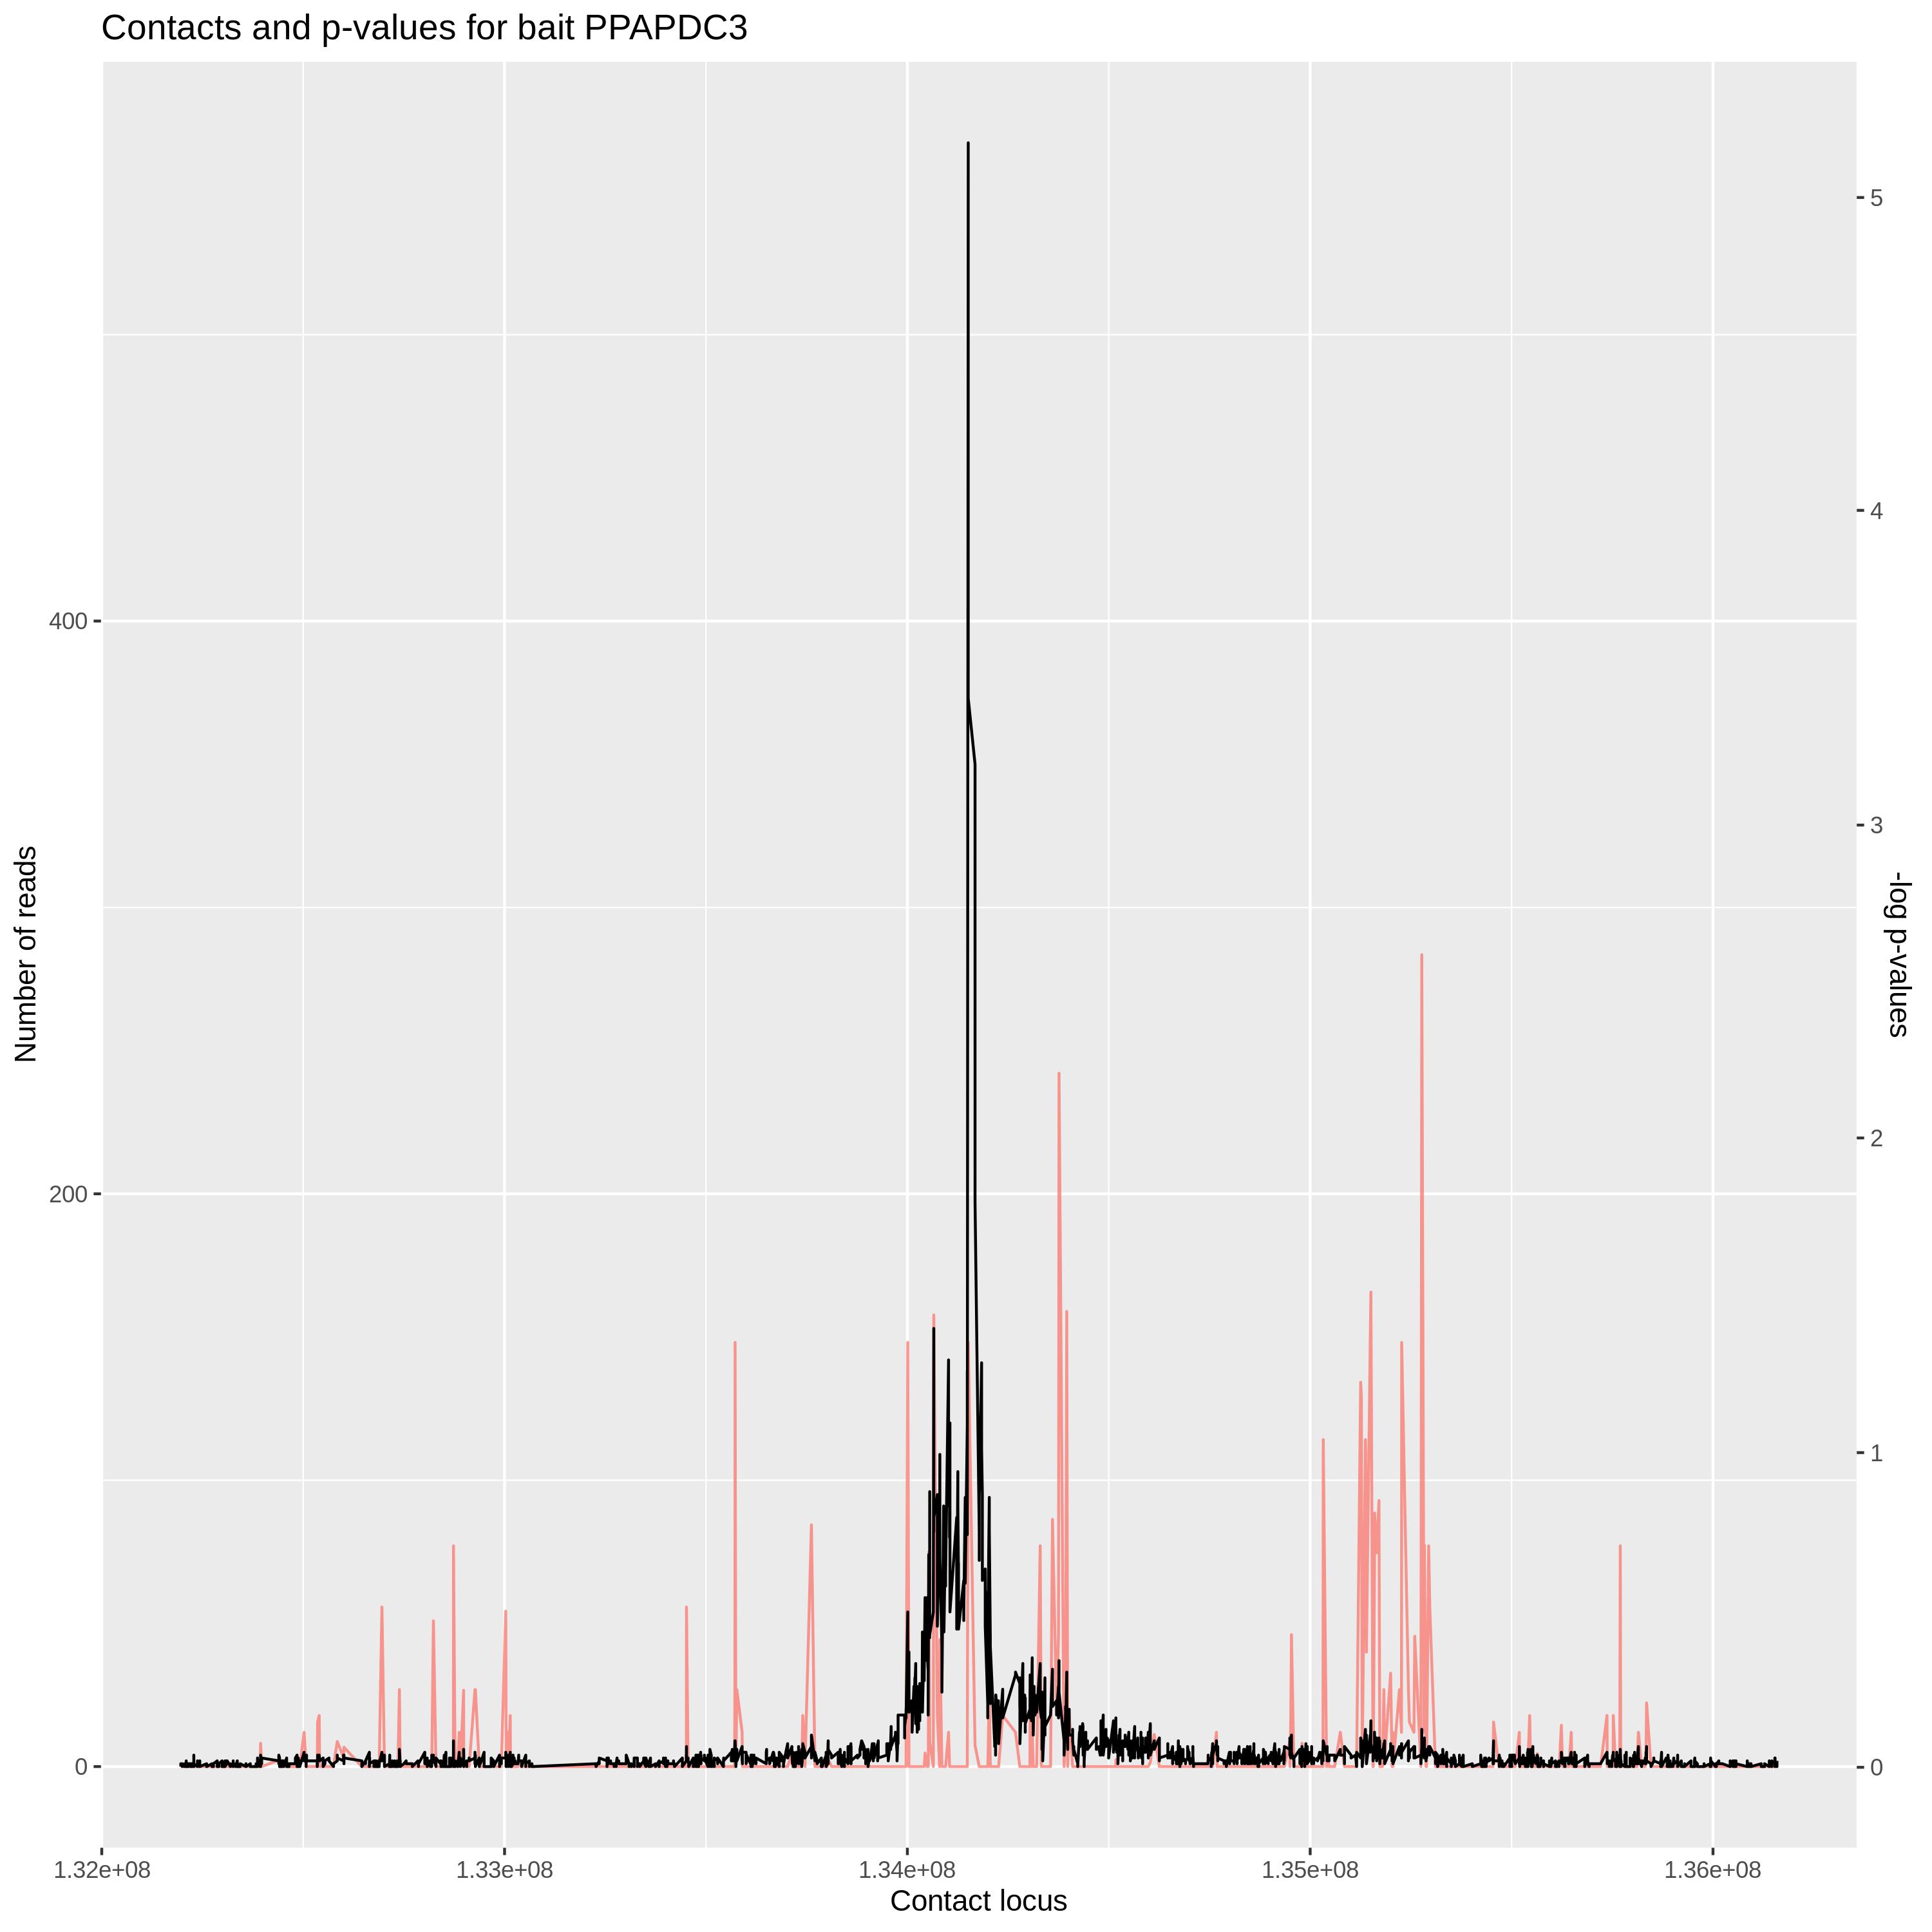 Contacts and p-values for bait PPAPDC3
Number of reads
400
200
0
5
4
3
2
1
0
-log p-values
1.32e+08
1.33e+08
1.34e+08
1.35e+08
1.36e+08
Contact locus